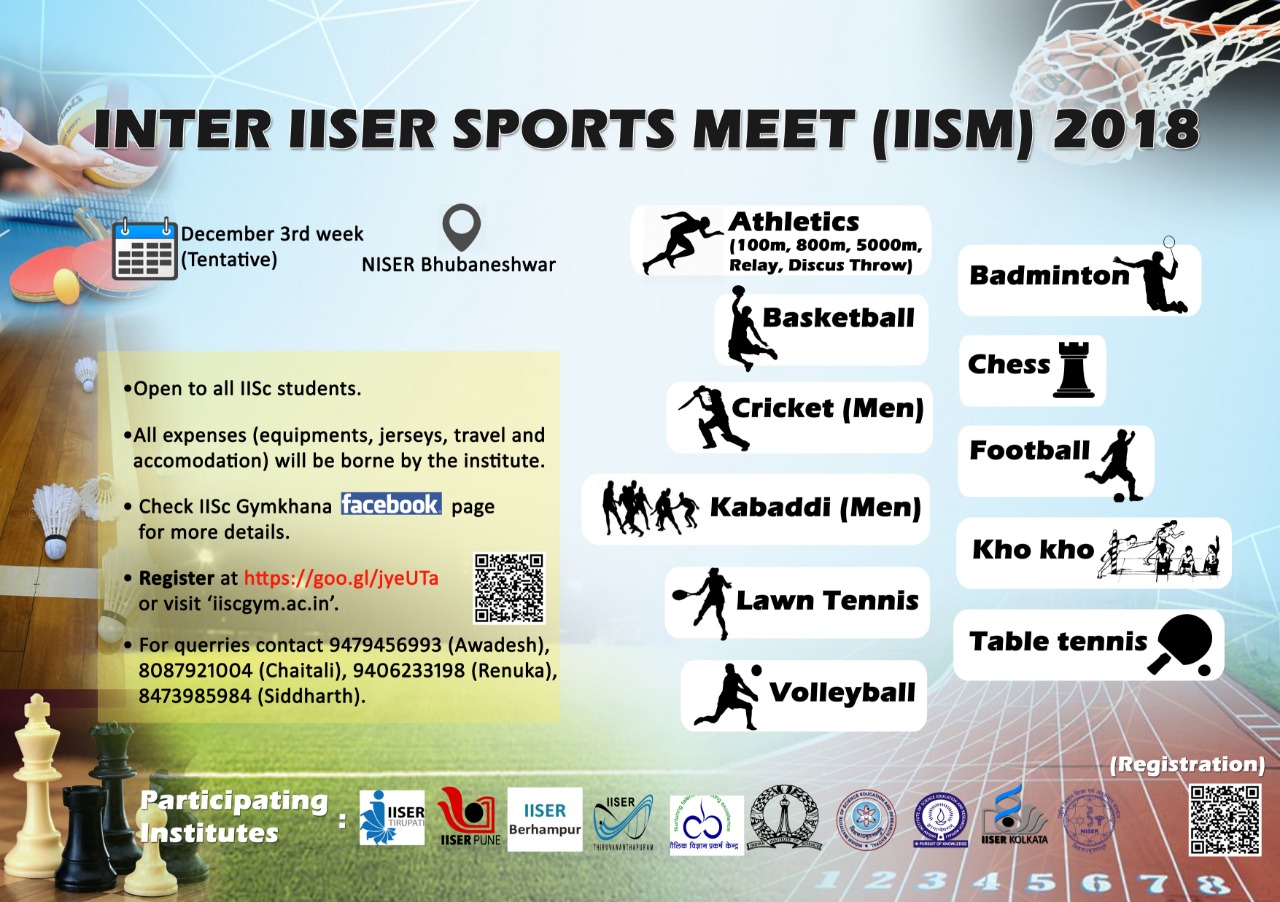 INTER IISER SPORTS MEET (IISM) 2018
December 3rd week
(Tentative)
NISER Bhubaneshwar
•Open to all IISc students.
•All expenses (equipments, jerseys, travel and
accomodation) will be borne by the institute.
• Check IISc Gymkhana facebook page
for more details.
• Register at https://goo.gl/jyeUTa
or visit ‘iiscgym.ac.in’.
• For querries contact 9479456993 (Awadesh),
8087921004 (Chaitali), 9406233198 (Renuka),
8473985984 (Siddharth).
Athletics
(100m, 800m, 5000m,
Relay, Discus Throw)
Basketball
Cricket (Men)
Kabaddi (Men)
Lawn Tennis
Volleyball
Badminton
Chess
Football
Kho kho
Table tennis
(Registration)
Participating
Institutes :
IISER
TIRUPATI
IISER PUNE
IISER
Berhampur
IISER
THIRUVANANTHAPURAM
विज्ञान प्रकर्ष केन्द्र
IISER KOLKATA
NISER
1 2 3 4 5 6 7 8